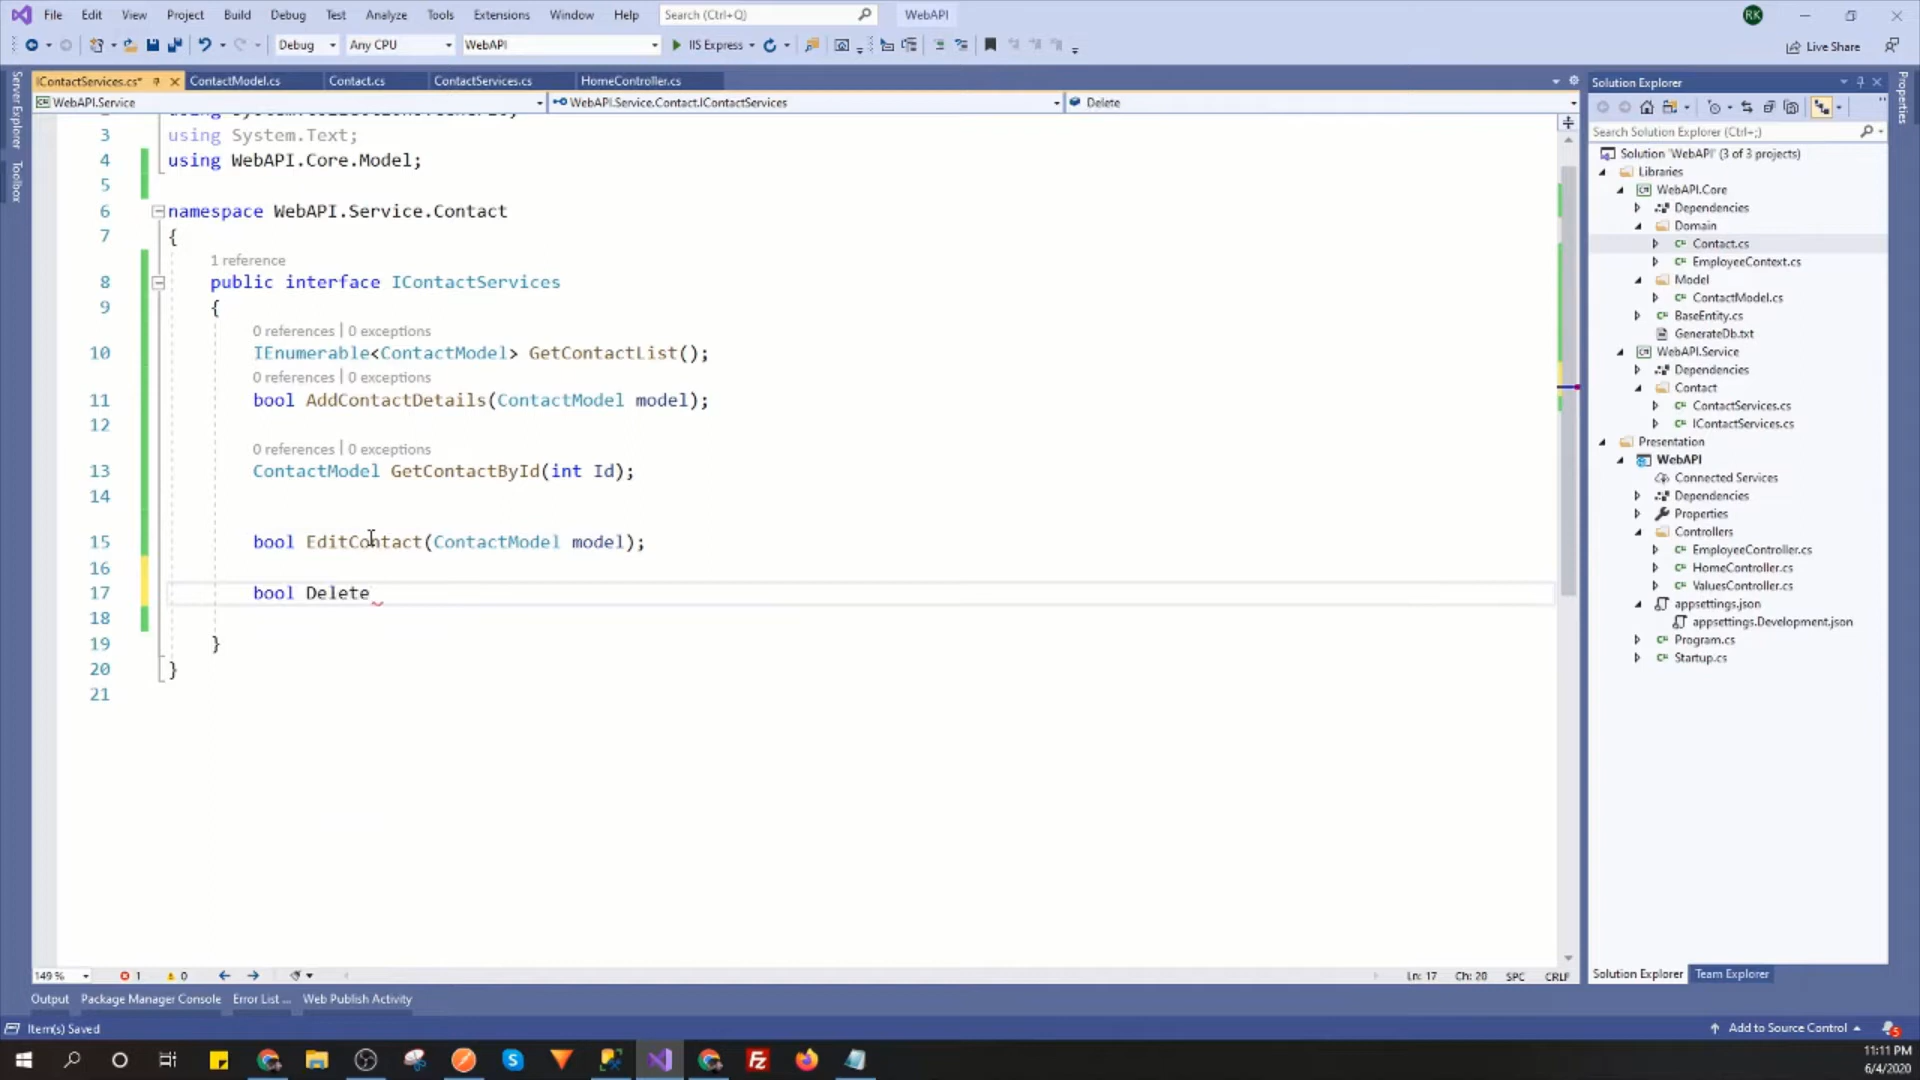 File Edit View Project Build Debug Test Analyze Tools Extensions Window Help Search (Ctrl+Q) WebAPI RK
Debug Any CPU WebAPI IIS Express Live Share
IContactServices.cs* ContactModel.cs Contact.cs ContactServices.cs HomeController.cs
WebAPI.Service WebAPI.Service.Contact.IContactServices Delete
Server Explorer
Toolbox
3 using System.Text;
4 using WebAPI.Core.Model;
5
6 namespace WebAPI.Service.Contact
7 {
1 reference
8 public interface IContactServices
9 {
0 references | 0 exceptions
10 IEnumerable<ContactModel> GetContactList();
0 references | 0 exceptions
11 bool AddContactDetails(ContactModel model);
12
0 references | 0 exceptions
13 ContactModel GetContactById(int Id);
14
15 bool EditContact(ContactModel model);
16
17 bool Delete
18
19 }
20 }
21
149 % 1 0 Ln: 17 Ch: 20 SPC CRLF
Output Package Manager Console Error List ... Web Publish Activity
Item(s) Saved
Solution Explorer
Search Solution Explorer (Ctrl+;)
Solution 'WebAPI' (3 of 3 projects)
Libraries
WebAPI.Core
Dependencies
Domain
Contact.cs
EmployeeContext.cs
Model
ContactModel.cs
BaseEntity.cs
GenerateDb.txt
WebAPI.Service
Dependencies
Contact
ContactServices.cs
IContactServices.cs
Presentation
WebAPI
Connected Services
Dependencies
Properties
Controllers
EmployeeController.cs
HomeController.cs
ValuesController.cs
appsettings.json
appsettings.Development.json
Program.cs
Startup.cs
Solution Explorer Team Explorer
Properties
Add to Source Control 5
11:11 PM
6/4/2020